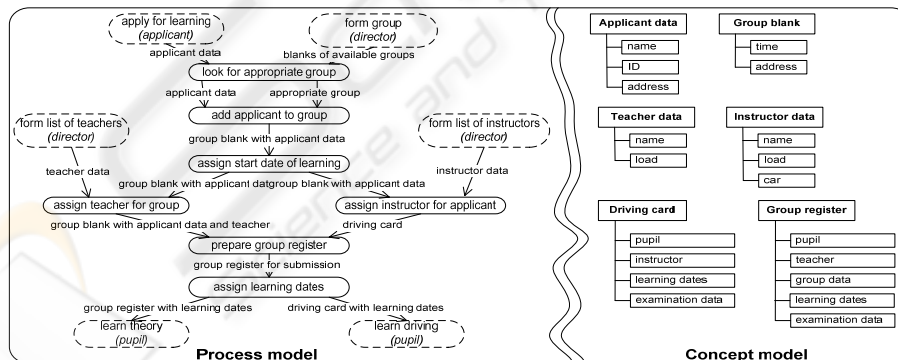 apply for learning
(applicant)
form group
(director)
applicant data
blanks of available groups
look for appropriate group
applicant data
appropriate group
add applicant to group
form list of teachers
(director)
form list of instructors
(director)
group blank with applicant data
assign start date of learning
teacher data
instructor data
group blank with applicant datgroup blank with applicant data
assign teacher for group
assign instructor for applicant
group blank with applicant data and teacher
driving card
prepare group register
group register for submission
assign learning dates
group register with learning dates
driving card with learning dates
learn theory
(pupil)
learn driving
(pupil)
Process model
Applicant data
name
ID
address
Group blank
time
address
Teacher data
name
load
Instructor data
name
load
car
Driving card
pupil
instructor
learning dates
examination data
Group register
pupil
teacher
group data
learning dates
examination data
Concept model